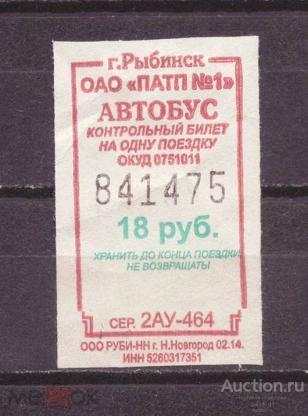 г.Рыбинск
ОАО «ПАТП №1»
АВТОБУС
КОНТРОЛЬНЫЙ БИЛЕТ
НА ОДНУ ПОЕЗДКУ
ОКУД 0751011
841475
18 руб.
ХРАНИТЬ ДО КОНЦА ПОЕЗДКИ
НЕ ВОЗВРАЩАТЬ!
СЕР. 2АУ-464
ООО РУБИ-НН г. Н.Новгород 02.14.
ИНН 5260317351
Мешок
Auction.ru